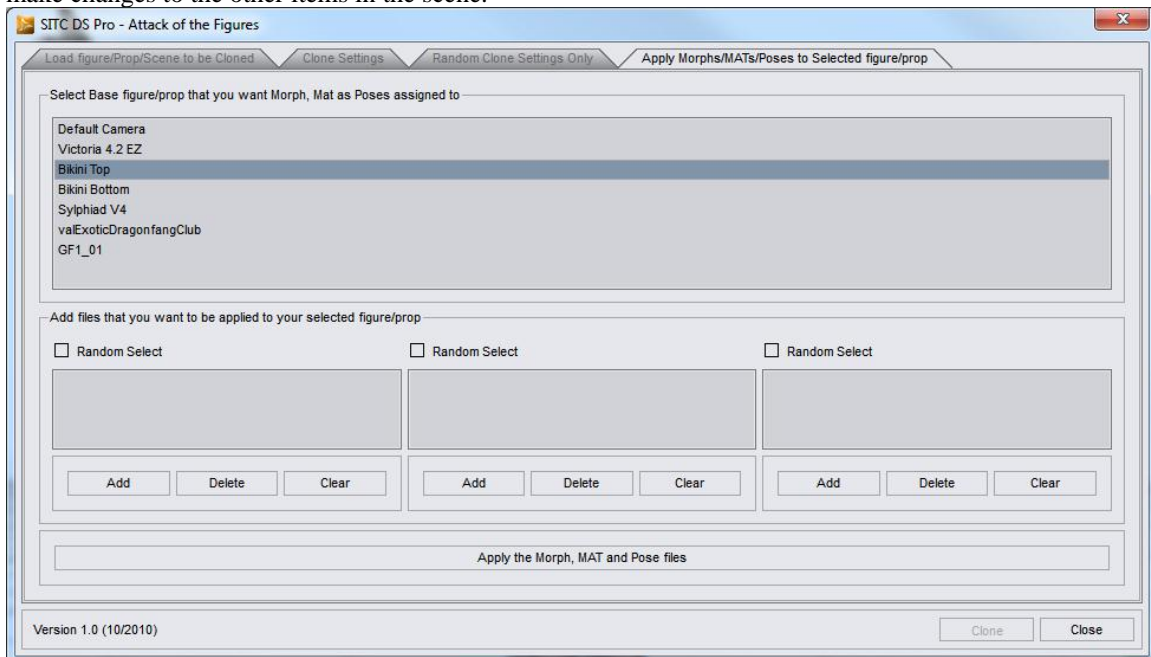 make changes to the other items in the scene.
SITC DS Pro - Attack of the Figures
Load figure/Prop/Scene to be Cloned Clone Settings Random Clone Settings Only Apply Morphs/MATs/Poses to Selected figure/prop
Select Base figure/prop that you want Morph, Mat as Poses assigned to
Default Camera
Victoria 4.2 EZ
Bikini Top
Bikini Bottom
Sylphiad V4
valExoticDragonfangClub
GF1_01
Add files that you want to be applied to your selected figure/prop
Random Select Random Select Random Select
Add Delete Clear Add Delete Clear Add Delete Clear
Apply the Morph, MAT and Pose files
Version 1.0 (10/2010) Clone Close